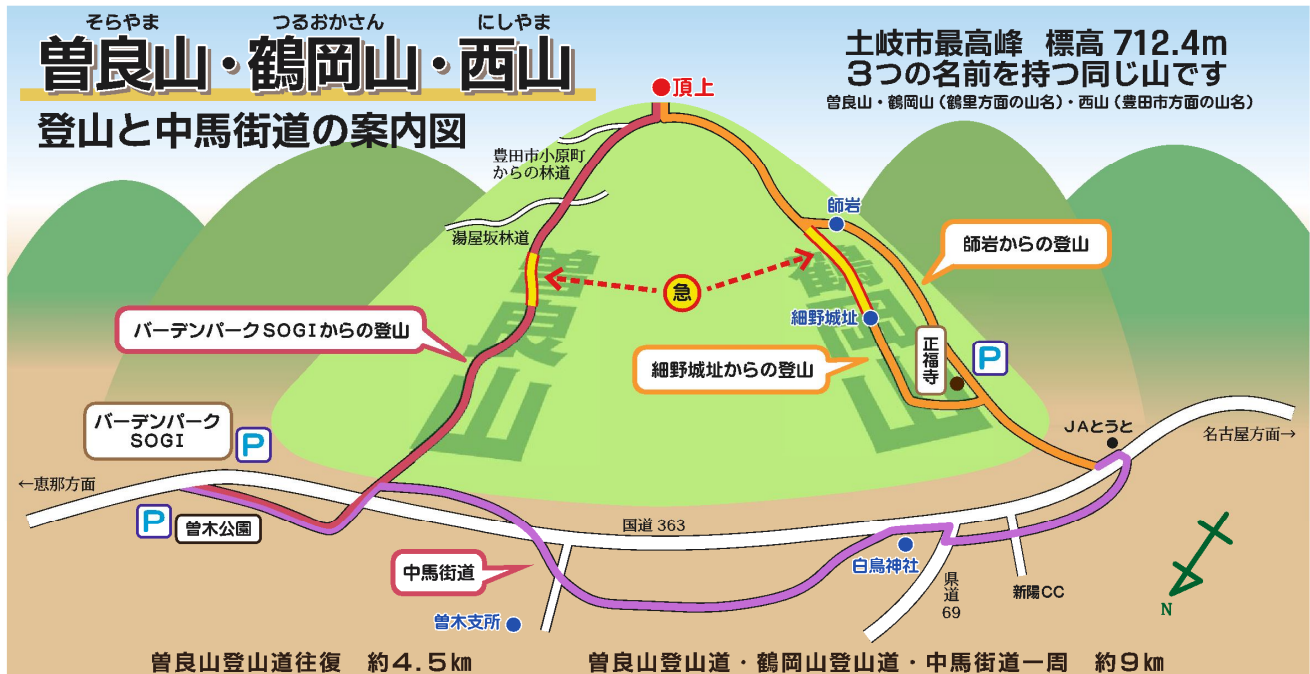 そらやま つるおかさん にしやま
曽良山・鶴岡山・西山
登山と中馬街道の案内図
土岐市最高峰 標高 712.4m
3つの名前を持つ同じ山です
曽良山・鶴岡山（鶴里方面の山名）・西山（豊田市方面の山名）
頂上
豊田市小原町
からの林道
湯屋坂林道
師岩
師岩からの登山
急
曽良山
鶴岡山
細野城址
バーデンパークSOGIからの登山
細野城址からの登山
正福寺
P
バーデンパーク
SOGI
P
JAとうと
名古屋方面→
←恵那方面
P
曽木公園
国道 363
中馬街道
白鳥神社
県道
69
新陽CC
曽木支所
N
曽良山登山道往復 約4.5㎞
曽良山登山道・鶴岡山登山道・中馬街道一周 約9㎞